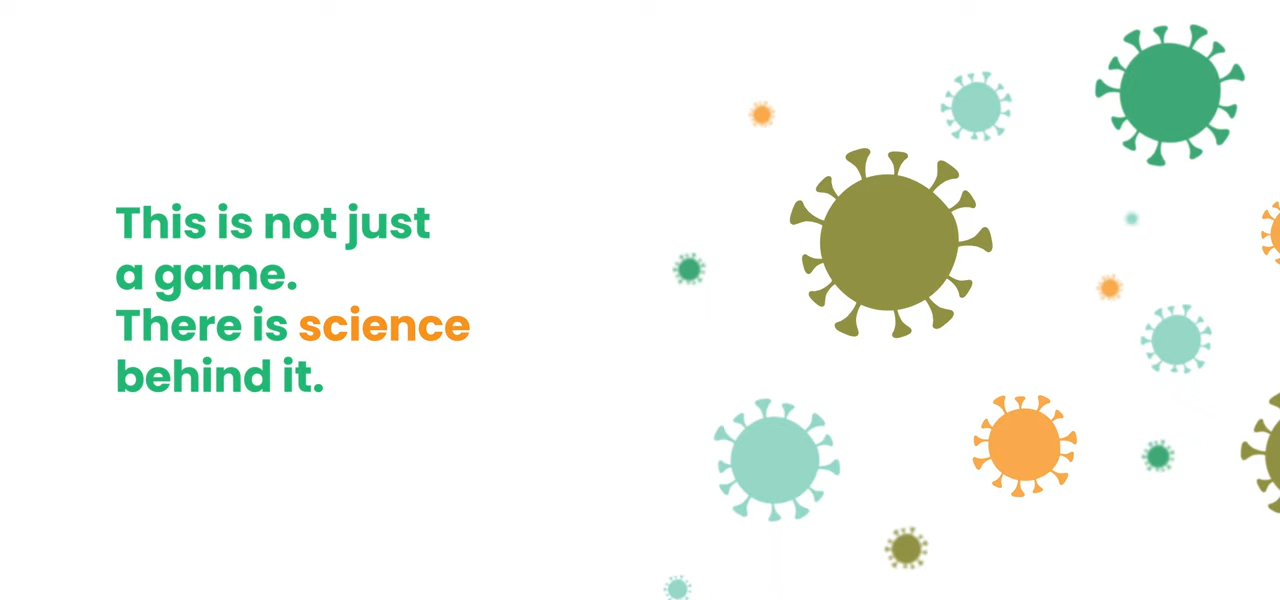 This is not just
a game.
There is science
behind it.